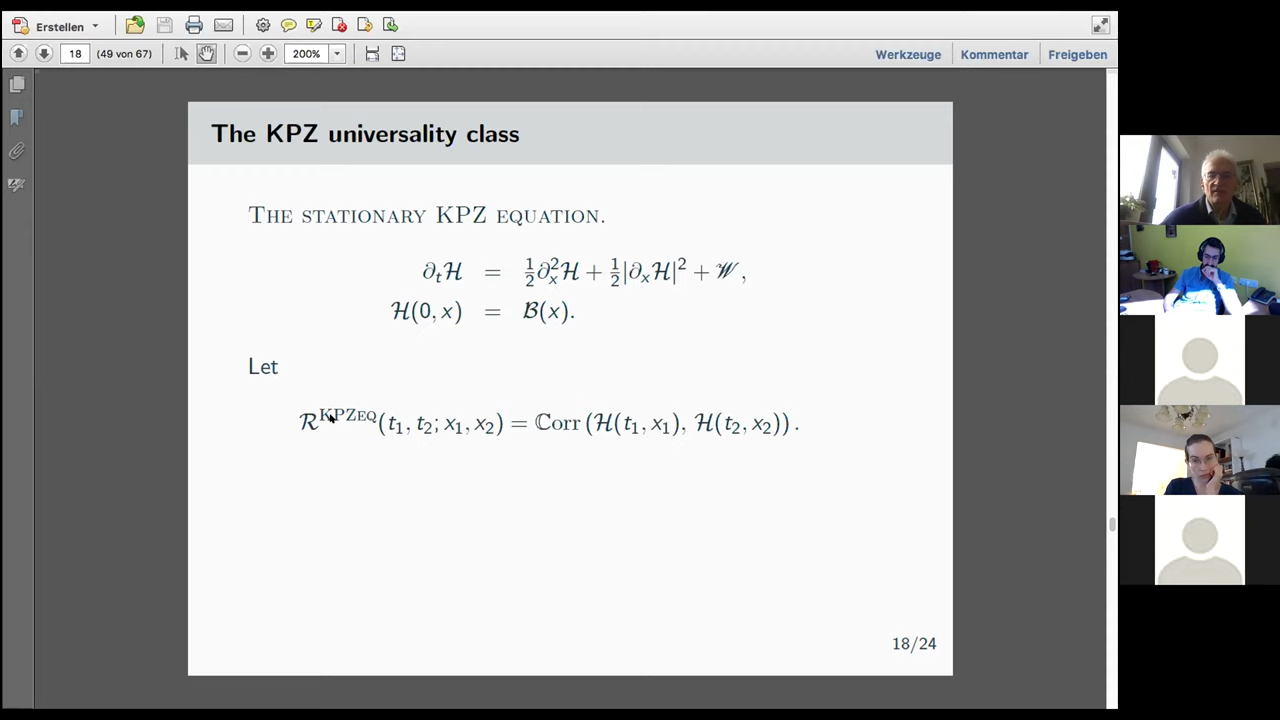 Erstellen
18 (49 von 67) 200% Werkzeuge Kommentar Freigeben
The KPZ universality class
The stationary KPZ equation.
∂ₜℋ = ½∂ₓ²ℋ + ½|∂ₓℋ|² + 𝒲,
ℋ(0, x) = ℬ(x).
Let
ℛ^KPZEQ(t₁, t₂; x₁, x₂) = ℂorr (ℋ(t₁, x₁), ℋ(t₂, x₂)).
18/24